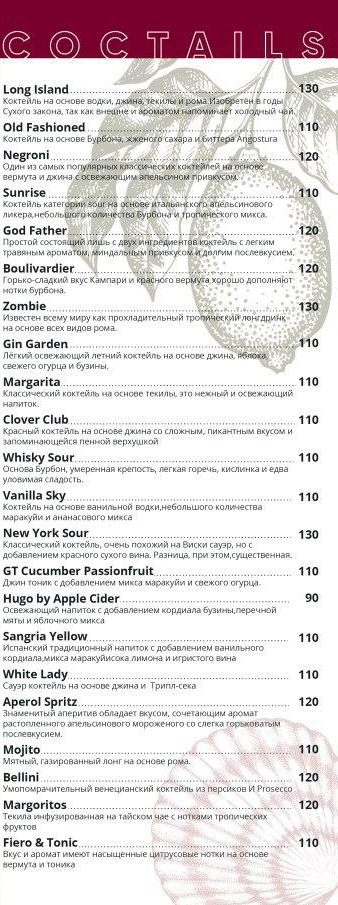 COCTAILS
Long Island 130
Коктейль на основе водки, джина, текилы и рома.Изобретён в годы
Сухого закона, так как внешне и ароматом напоминает холодный чай.
Old Fashioned 110
Коктейль на основе Бурбона, жженого сахара и биттера Angostura
Negroni 120
Один из самых популярных классических коктейлей на основе
вермута и джина с освежающим апельсином привкусом.
Sunrise 110
Коктейль категории sour на основе итальянского апельсинового
ликера,небольшого количества Бурбона и тропического микса.
God Father 120
Простой состоящий лишь с двух ингредиентов коктейль с легким
травяным ароматом, миндальным привкусом и долгим послевкусием.
Boulivardier 120
Горько-сладкий вкус Кампари и красного вермута хорошо дополняют
нотки бурбона.
Zombie 130
Известен всему миру как прохладительный тропический лонгдринк
на основе всех видов рома.
Gin Garden 110
Лёгкий освежающий летний коктейль на основе джина, яблока,
свежего огурца и бузины.
Margarita 110
Классический коктейль на основе текилы, это нежный и освежающий
напиток.
Clover Club 110
Красный коктейль на основе джина со сложным, пикантным вкусом и
запоминающейся пенной верхушкой
Whisky Sour 110
Основа Бурбон, умеренная крепость, легкая горечь, кислинка и едва
уловимая сладость.
Vanilla Sky 110
Коктейль на основе ванильной водки,небольшого количества
маракуйи и ананасового микса
New York Sour 130
Классический коктейль, очень похожий на Виски сауэр, но с
добавлением красного сухого вина. Разница, при этом,существенная.
GT Cucumber Passionfruit 110
Джин тоник с добавлением микса маракуйи и свежего огурца.
Hugo by Apple Cider 90
Освежающий напиток с добавлением кордиала бузины,перечной
мяты и яблочного микса
Sangria Yellow 110
Испанский традиционный напиток с добавлением ванильного
кордиала,микса маракуйисока лимона и игристого вина
White Lady 110
Сауэр коктейль на основе джина и Трипл-сека
Aperol Spritz 120
Знаменитый аперитив обладает вкусом, сочетающим аромат
растопленного апельсинового мороженого со слегка горьковатым
послевкусием.
Mojito 110
Мятный, газированный лонг на основе рома.
Bellini 120
Умопомрачительный венецианский коктейль из персиков И Prosecco
Margoritos 120
Текила инфузированная на тайском чае с нотками тропических
фруктов
Fiero & Tonic 110
Вкус и аромат имеют насыщенные цитрусовые нотки на основе
вермута и тоника